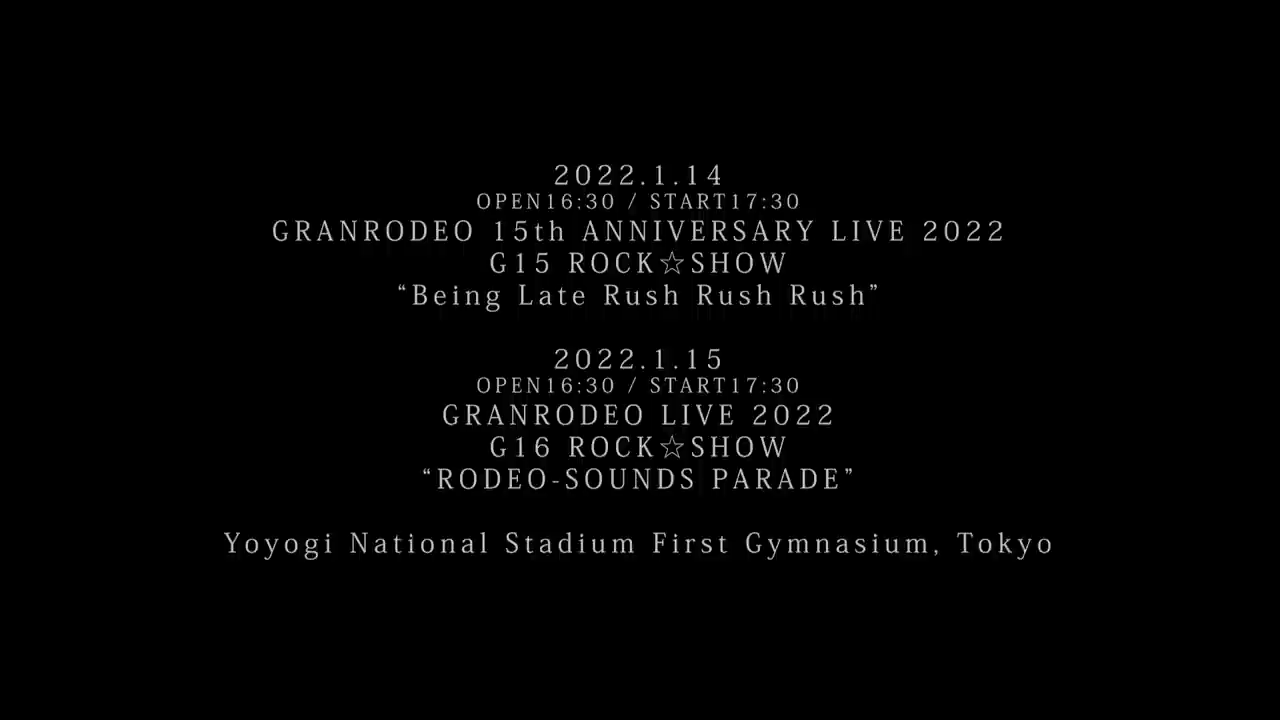 2022.1.14
OPEN16:30 / START17:30
GRANRODEO 15th ANNIVERSARY LIVE 2022
G15 ROCK☆SHOW
“Being Late Rush Rush Rush”
2022.1.15
OPEN16:30 / START17:30
GRANRODEO LIVE 2022
G16 ROCK☆SHOW
“RODEO-SOUNDS PARADE”
Yoyogi National Stadium First Gymnasium, Tokyo